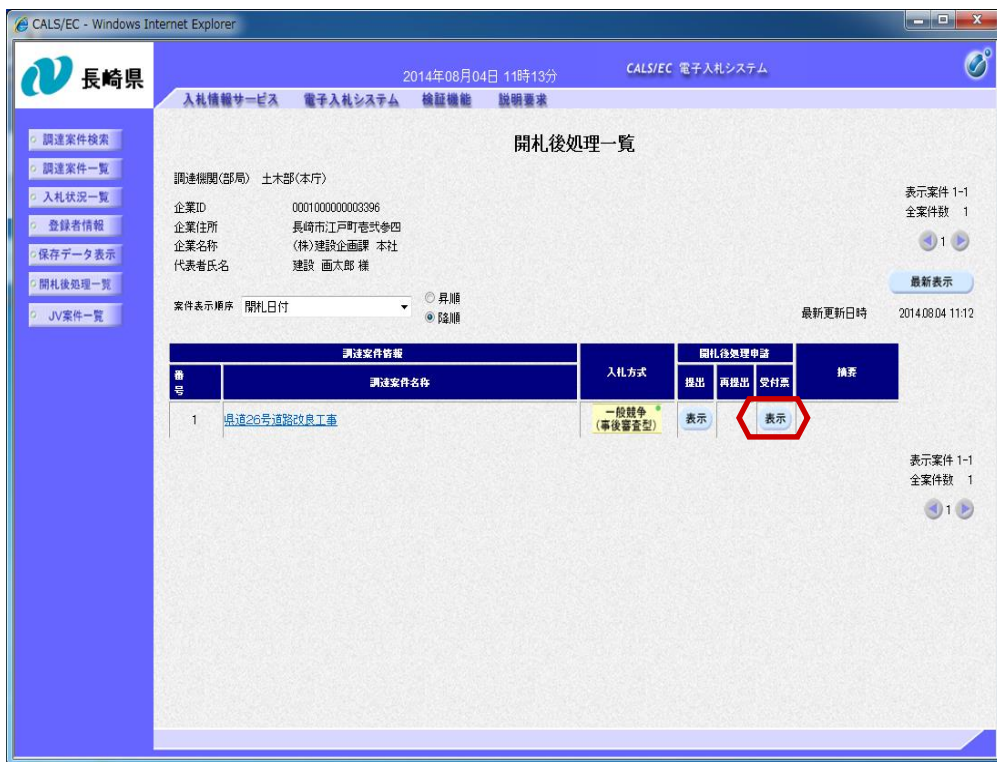 CALS/EC - Windows Internet Explorer
長崎県
2014年08月04日 11時13分
CALS/EC 電子入札システム
入札情報サービス 電子入札システム 検証機能 説明要求
調達案件検索
調達案件一覧
入札状況一覧
登録者情報
保存データ表示
開札後処理一覧
JV案件一覧
開札後処理一覧
調達機関(部局) 土木部(本庁)
企業ID 0001000000003396
企業住所 長崎市江戸町壱弐参四
企業名称 (株)建設企画課 本社
代表者氏名 建設 画太郎 様
案件表示順序 開札日付
昇順
降順
表示案件 1-1
全案件数 1
1
最新表示
最新更新日時 2014.08.04 11:12
調達案件情報 入札方式 開札後処理申請 摘要
番号 調達案件名称 提出 再提出 受付票
1 県道26号道路改良工事 一般競争(事後審査型) 表示 表示
表示案件 1-1
全案件数 1
1